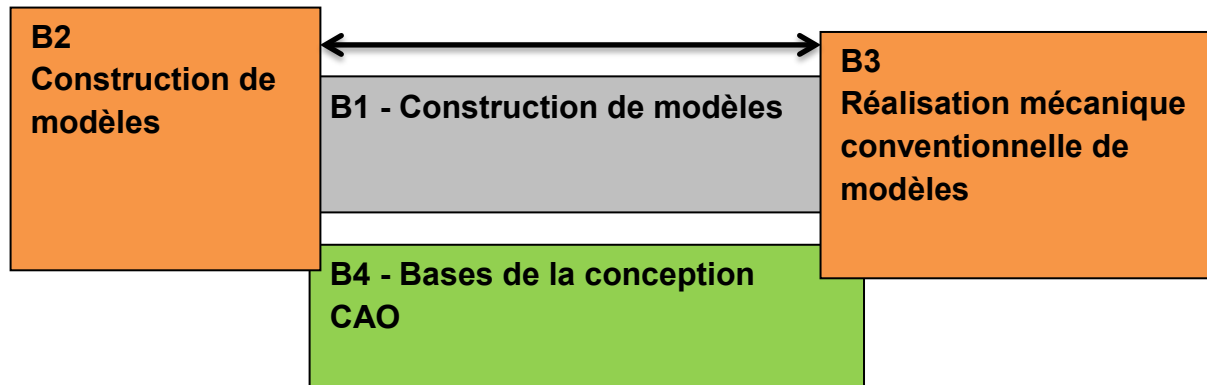 B2
Construction de
modèles
B1 - Construction de modèles
B3
Réalisation mécanique
conventionnelle de
modèles
B4 - Bases de la conception
CAO